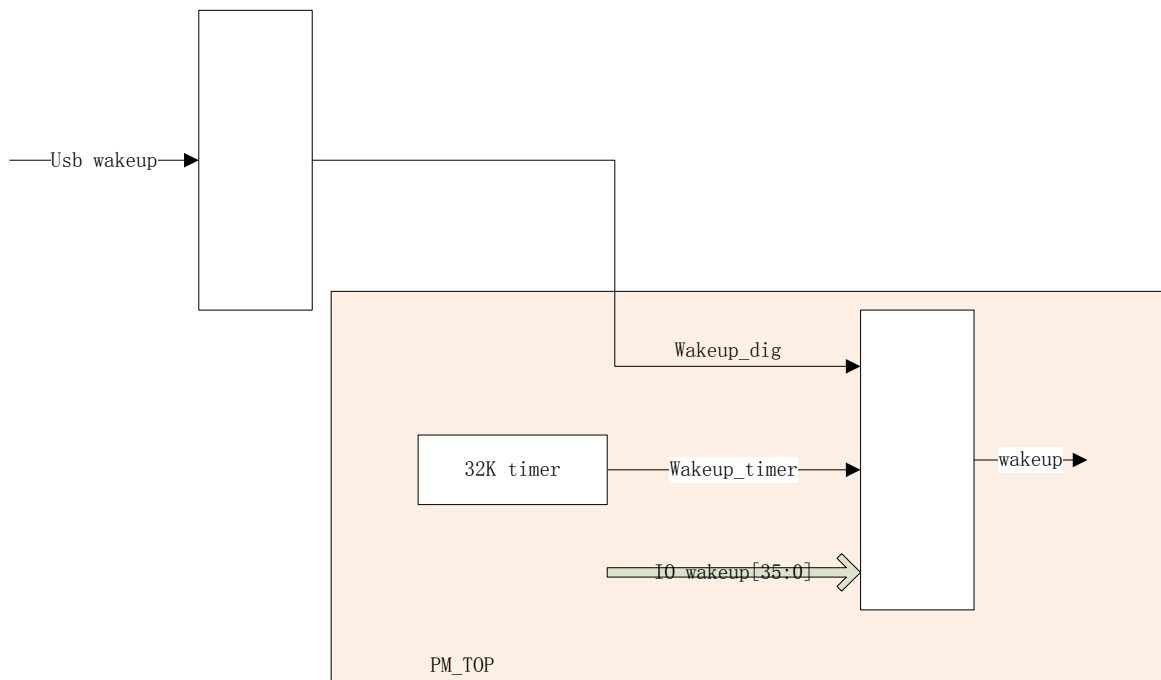 Usb wakeup
Wakeup_dig
32K timer
Wakeup_timer
wakeup
IO wakeup[35:0]
PM_TOP